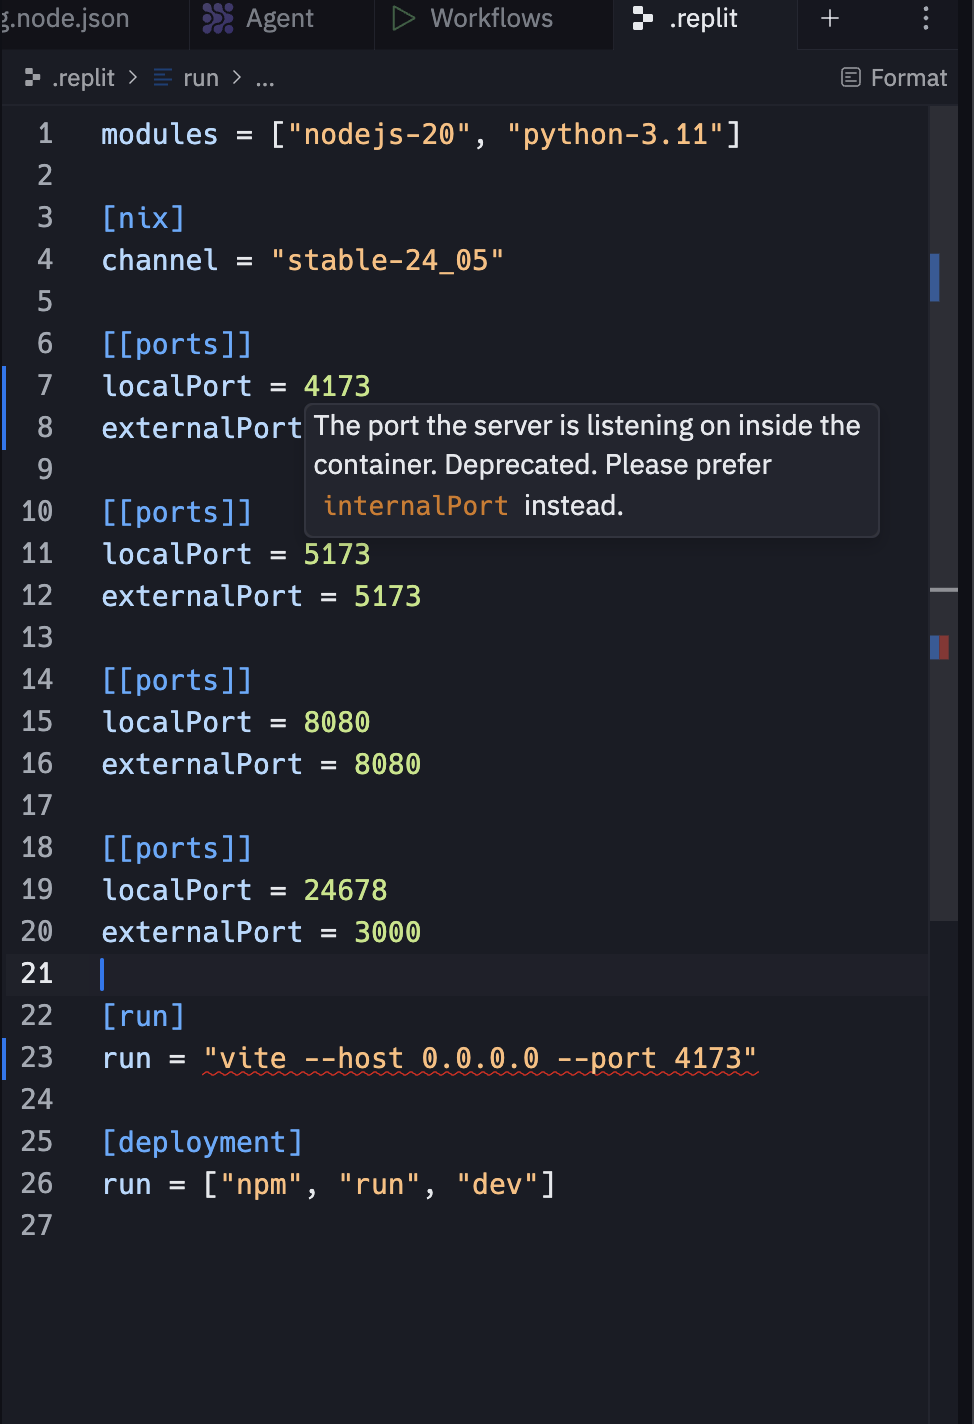 g.node.json Agent Workflows .replit +
.replit > run > ... Format
1 modules = ["nodejs-20", "python-3.11"]
2
3 [nix]
4 channel = "stable-24_05"
5
6 [[ports]]
7 localPort = 4173
8 externalPort
The port the server is listening on inside the
container. Deprecated. Please prefer
internalPort instead.
9
10 [[ports]]
11 localPort = 5173
12 externalPort = 5173
13
14 [[ports]]
15 localPort = 8080
16 externalPort = 8080
17
18 [[ports]]
19 localPort = 24678
20 externalPort = 3000
21
22 [run]
23 run = "vite --host 0.0.0.0 --port 4173"
24
25 [deployment]
26 run = ["npm", "run", "dev"]
27